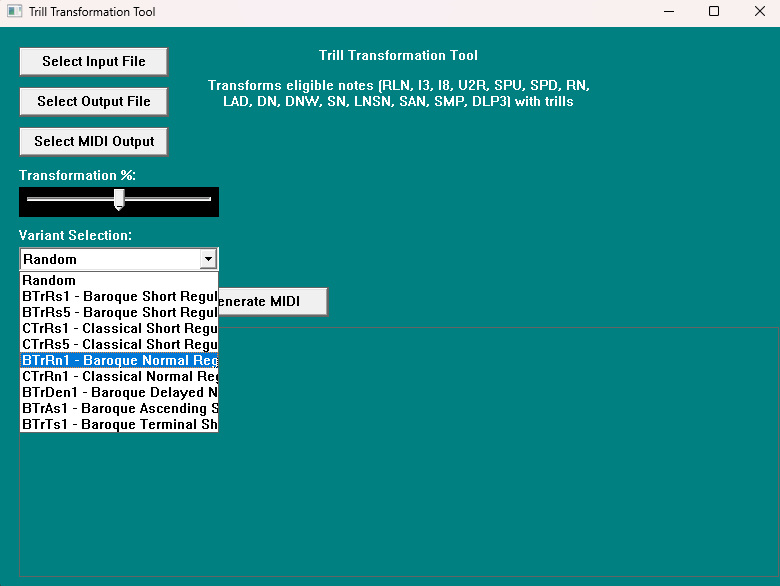 Trill Transformation Tool
Select Input File
Trill Transformation Tool
Transforms eligible notes (RLN, I3, I8, U2R, SPU, SPD, RN,
LAD, DN, DNW, SN, LNSN, SAN, SMP, DLP3) with trills
Select Output File
Select MIDI Output
Transformation %:
Variant Selection:
Random
Random
BTrRs1 - Baroque Short Regul
BTrRs5 - Baroque Short Regul
enerate MIDI
CTrRs1 - Classical Short Regu
CTrRs5 - Classical Short Regu
BTrRn1 - Baroque Normal Reg
CTrRn1 - Classical Normal Reg
BTrDen1 - Baroque Delayed N
BTrAs1 - Baroque Ascending S
BTrTs1 - Baroque Terminal Sh